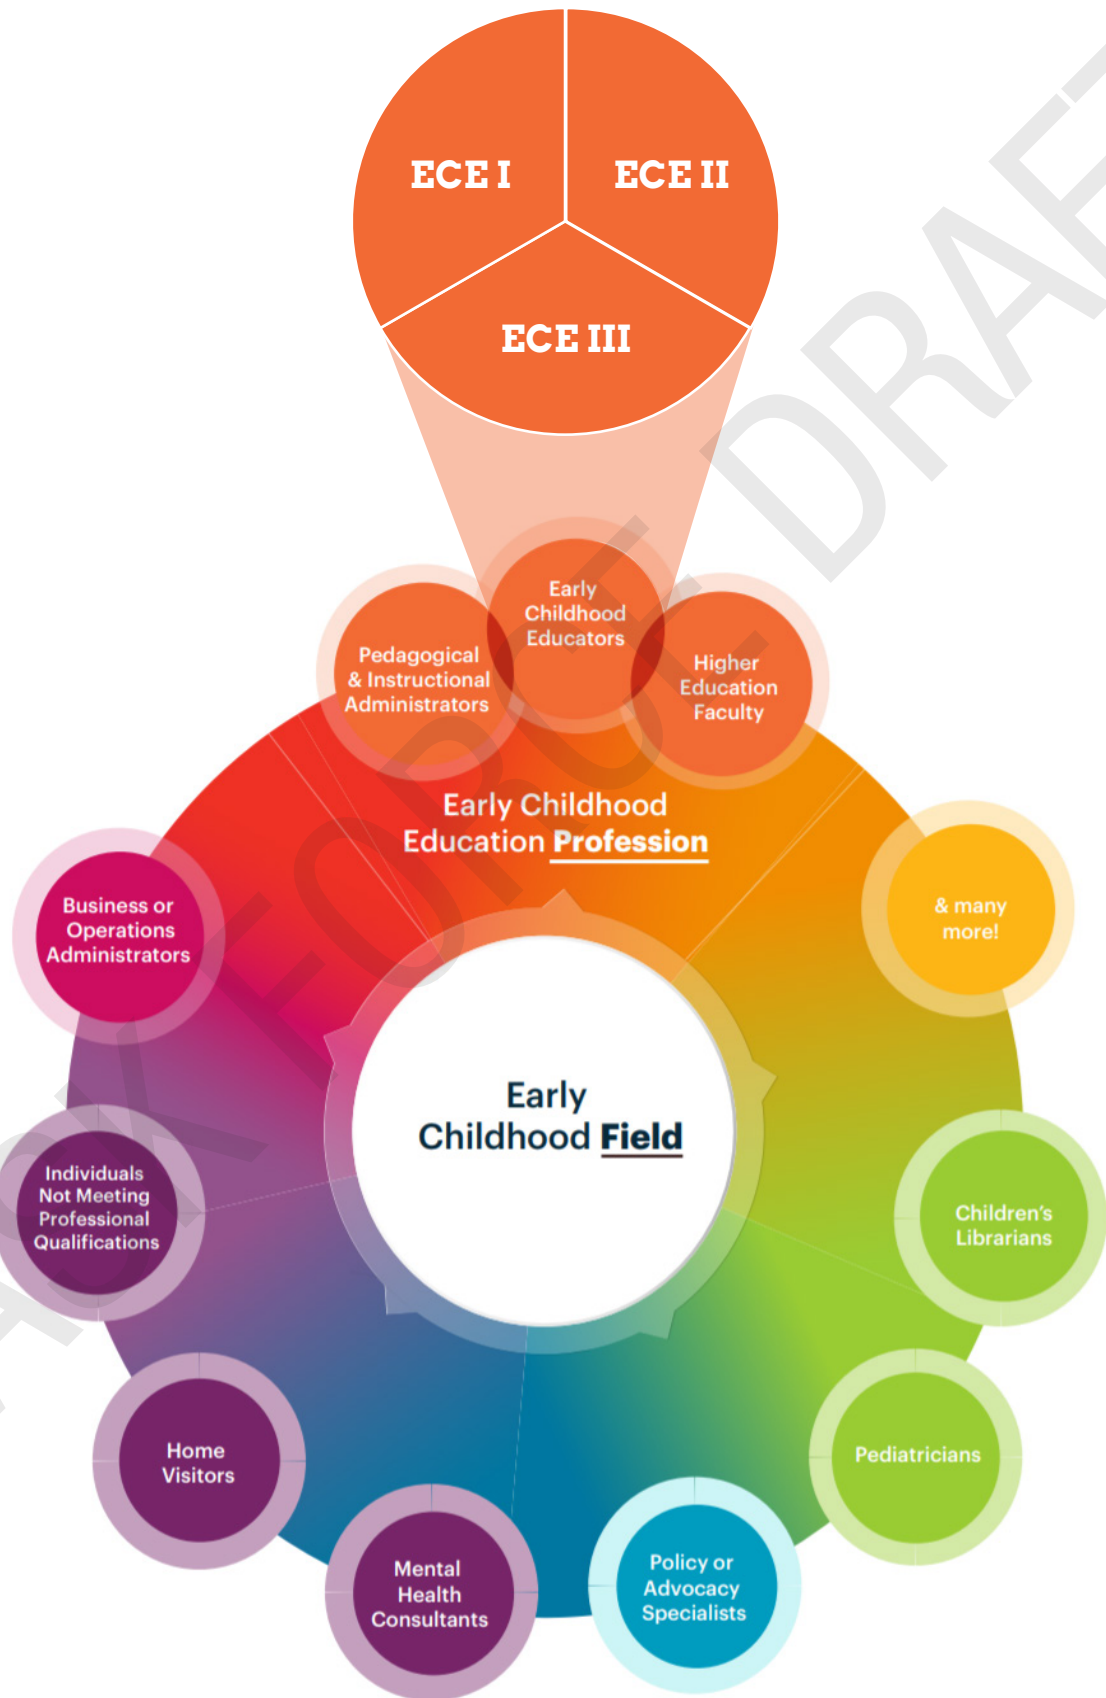 ECE I
ECE II
ECE III
Early
Childhood
Educators
Pedagogical
& Instructional
Administrators
Higher
Education
Faculty
Early Childhood
Education Profession
Business or
Operations
Administrators
& many
more!
Early
Childhood Field
Individuals
Not Meeting
Professional
Qualifications
Children's
Librarians
Home
Visitors
Pediatricians
Mental
Health
Consultants
Policy or
Advocacy
Specialists
FORCE DRAFT